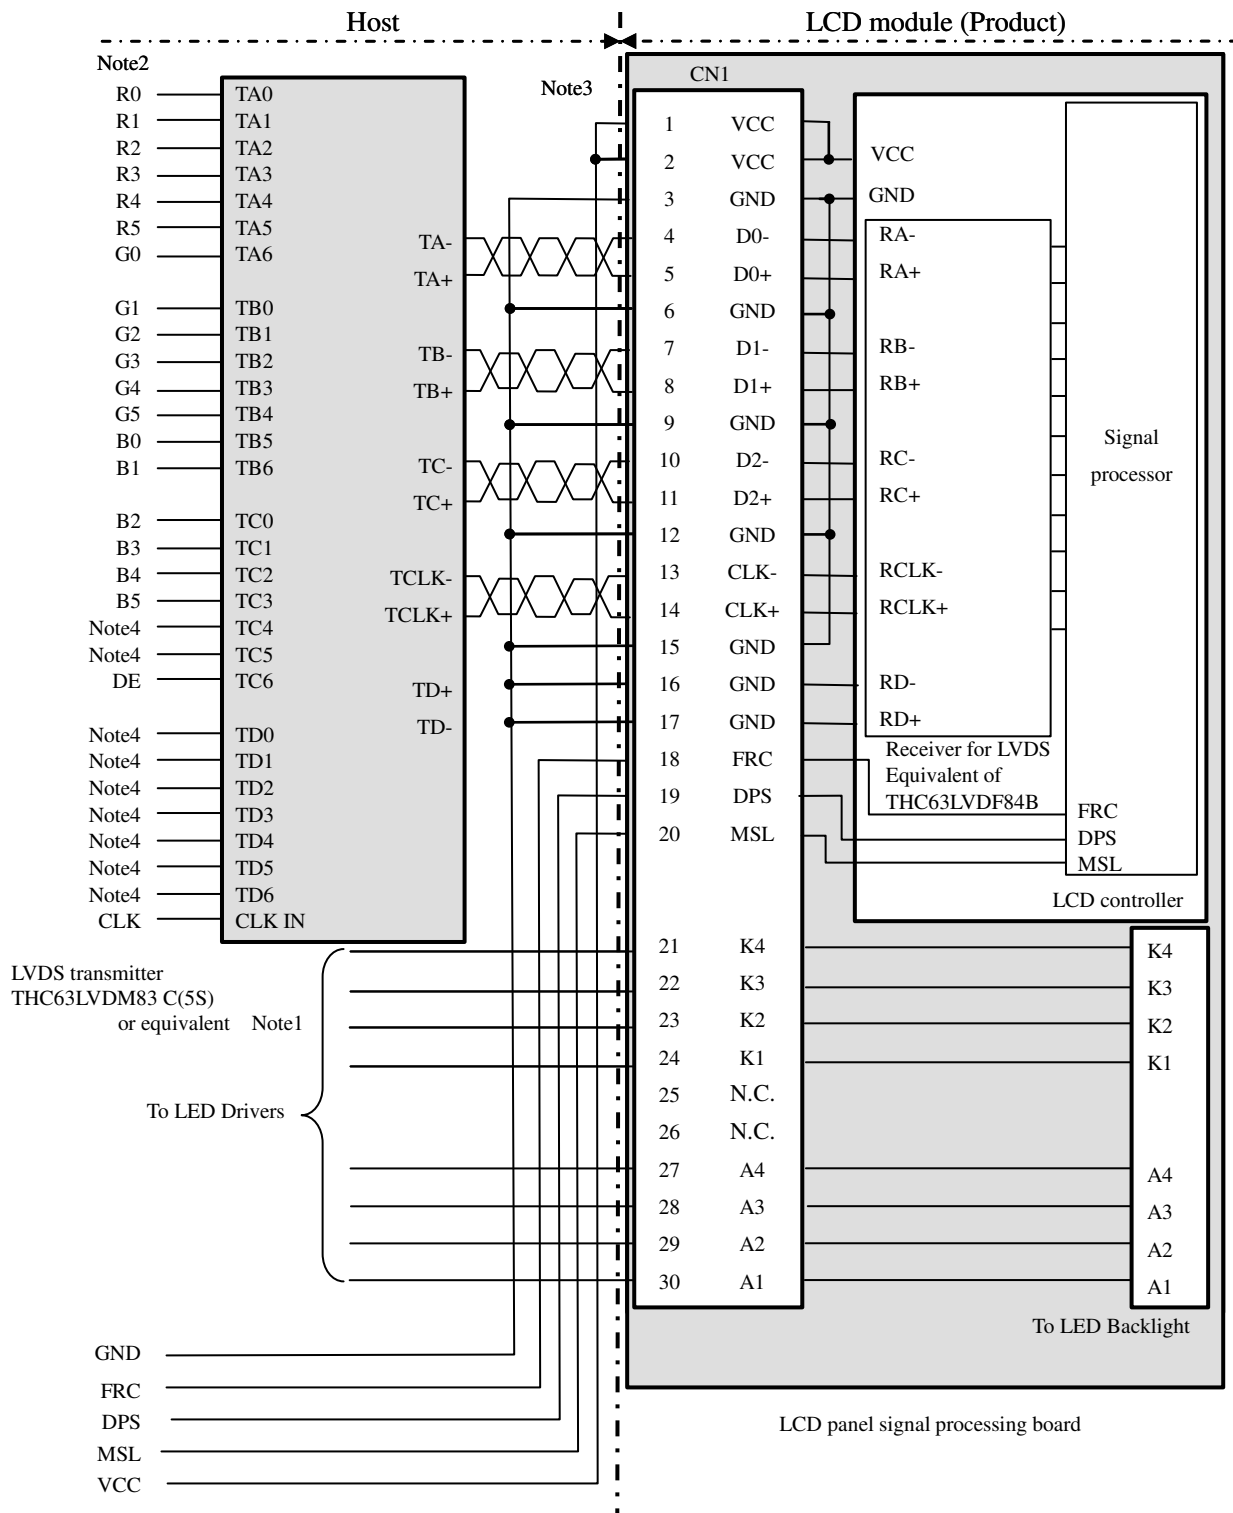 Host
LCD module (Product)
Note2
R0 TA0
R1 TA1
R2 TA2
R3 TA3
R4 TA4
R5 TA5
G0 TA6
G1 TB0
G2 TB1
G3 TB2
G4 TB3
G5 TB4
B0 TB5
B1 TB6
B2 TC0
B3 TC1
B4 TC2
B5 TC3
Note4 TC4
Note4 TC5
DE TC6
Note4 TD0
Note4 TD1
Note4 TD2
Note4 TD3
Note4 TD4
Note4 TD5
Note4 TD6
CLK CLK IN
TA-
TA+
TB-
TB+
TC-
TC+
TCLK-
TCLK+
TD+
TD-
LVDS transmitter
THC63LVDM83 C(5S)
or equivalent Note1
To LED Drivers
GND
FRC
DPS
MSL
VCC
Note3
CN1
1 VCC
2 VCC
3 GND
4 D0-
5 D0+
6 GND
7 D1-
8 D1+
9 GND
10 D2-
11 D2+
12 GND
13 CLK-
14 CLK+
15 GND
16 GND
17 GND
18 FRC
19 DPS
20 MSL
21 K4
22 K3
23 K2
24 K1
25 N.C.
26 N.C.
27 A4
28 A3
29 A2
30 A1
VCC
GND
RA-
RA+
RB-
RB+
RC-
RC+
RCLK-
RCLK+
RD-
RD+
Receiver for LVDS
Equivalent of
THC63LVDF84B
Signal
processor
FRC
DPS
MSL
LCD controller
K4
K3
K2
K1
A4
A3
A2
A1
To LED Backlight
LCD panel signal processing board